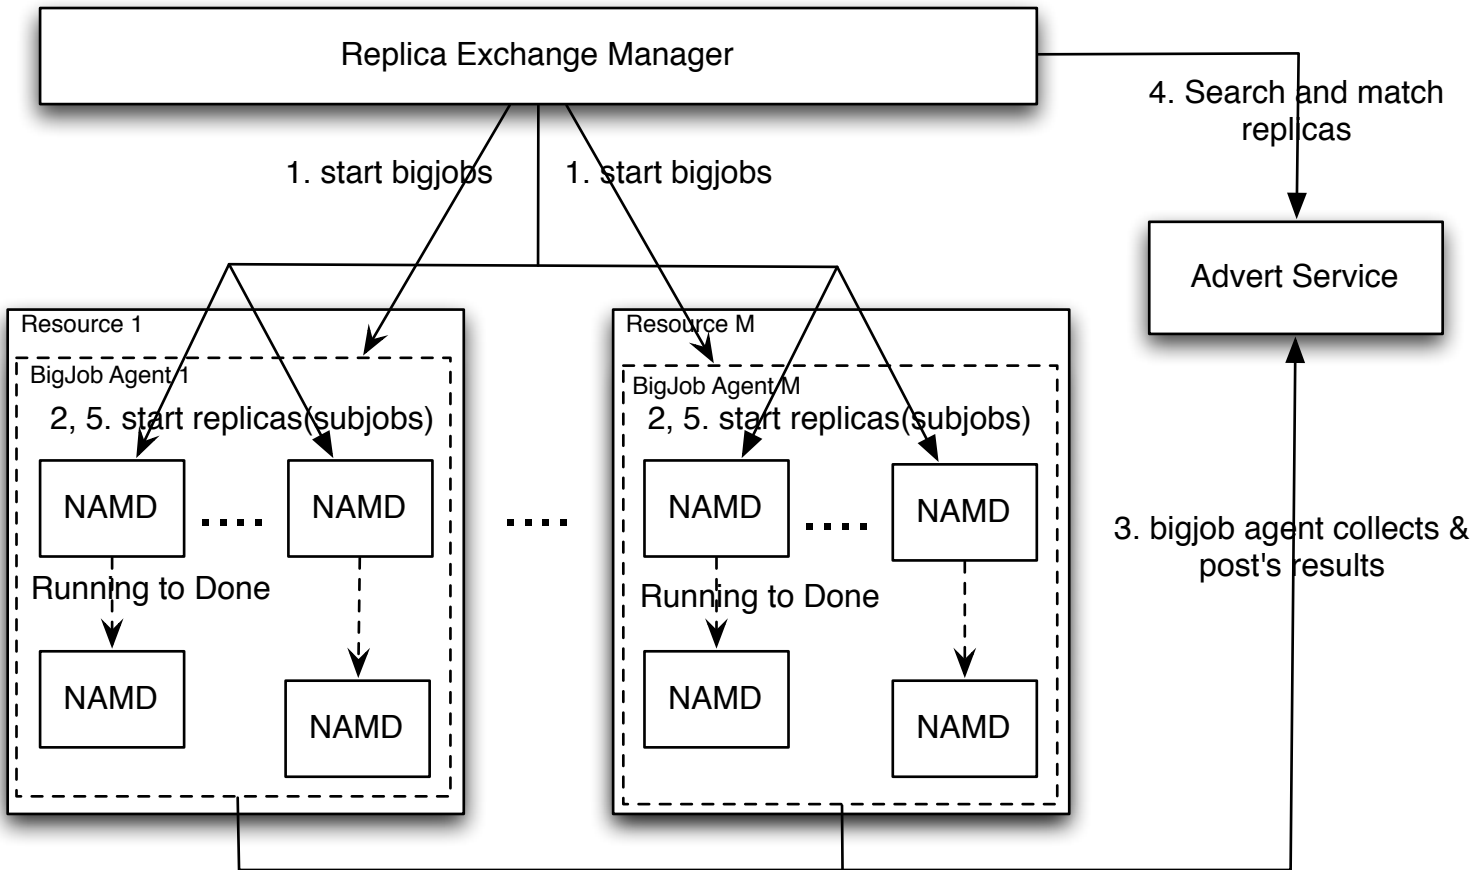 Replica Exchange Manager
4. Search and match
replicas
1. start bigjobs
1. start bigjobs
Advert Service
Resource 1
BigJob Agent 1
2, 5. start replicas(subjobs)
NAMD
....
NAMD
Running to Done
NAMD
NAMD
....
Resource M
BigJob Agent M
2, 5. start replicas(subjobs)
NAMD
....
NAMD
Running to Done
NAMD
NAMD
3. bigjob agent collects &
post's results